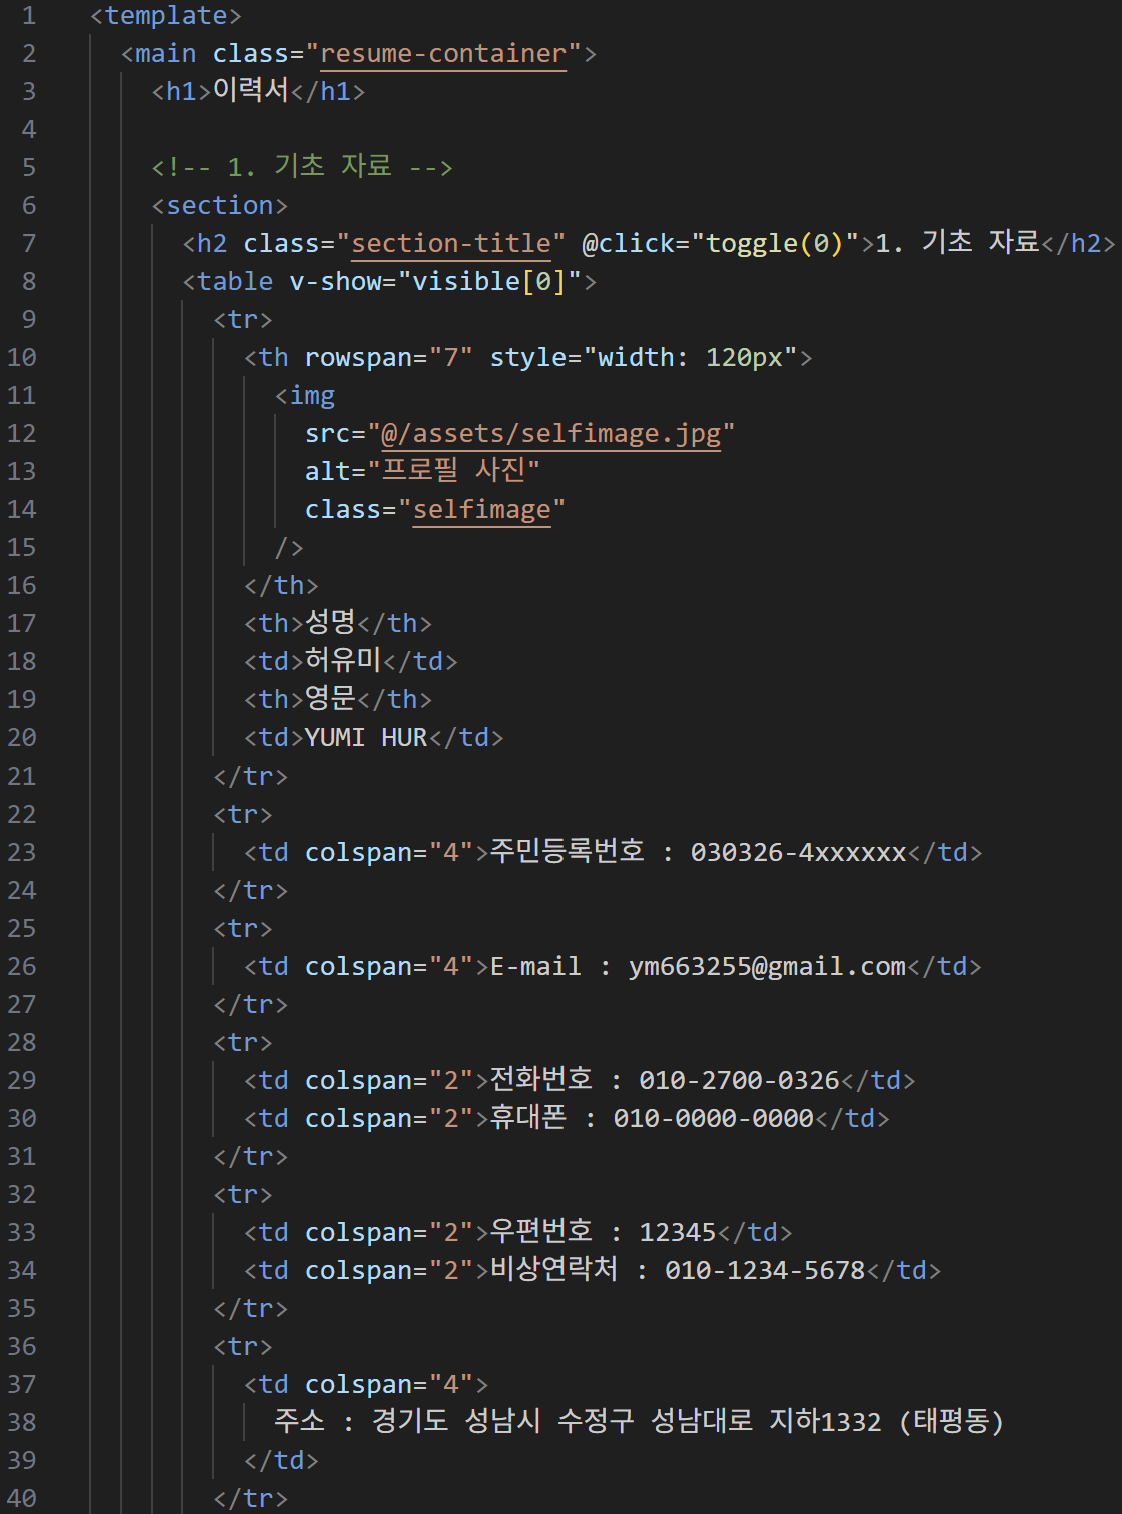 1 <template>
2 <main class="resume-container">
3 <h1>이력서</h1>
4
5 <!-- 1. 기초 자료 -->
6 <section>
7 <h2 class="section-title" @click="toggle(0)">1. 기초 자료</h2>
8 <table v-show="visible[0]">
9 <tr>
10 <th rowspan="7" style="width: 120px">
11 <img
12 src="@/assets/selfimage.jpg"
13 alt="프로필 사진"
14 class="selfimage"
15 />
16 </th>
17 <th>성명</th>
18 <td>허유미</td>
19 <th>영문</th>
20 <td>YUMI HUR</td>
21 </tr>
22 <tr>
23 <td colspan="4">주민등록번호 : 030326-4xxxxxx</td>
24 </tr>
25 <tr>
26 <td colspan="4">E-mail : ym663255@gmail.com</td>
27 </tr>
28 <tr>
29 <td colspan="2">전화번호 : 010-2700-0326</td>
30 <td colspan="2">휴대폰 : 010-0000-0000</td>
31 </tr>
32 <tr>
33 <td colspan="2">우편번호 : 12345</td>
34 <td colspan="2">비상연락처 : 010-1234-5678</td>
35 </tr>
36 <tr>
37 <td colspan="4">
38 주소 : 경기도 성남시 수정구 성남대로 지하1332 (태평동)
39 </td>
40 </tr>